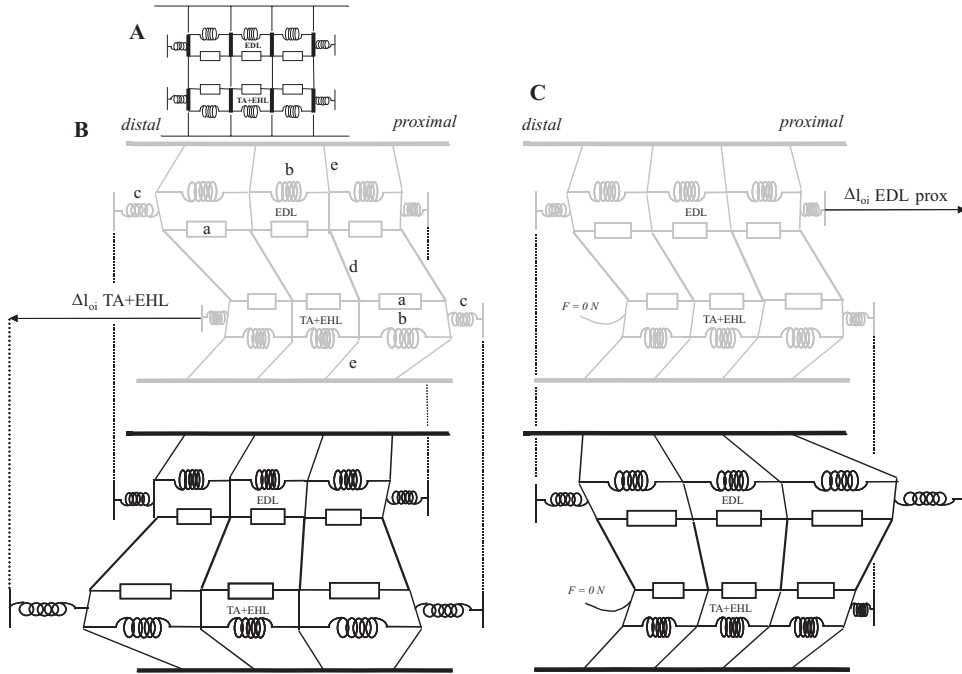 A
EDL
TA+EHL
B
distal
proximal
b
e
c
EDL
a
d
Δl_oi TA+EHL
a
c
TA+EHL
b
e
EDL
TA+EHL
C
distal
proximal
EDL
Δl_oi EDL prox
F = 0 N
TA+EHL
EDL
F = 0 N
TA+EHL